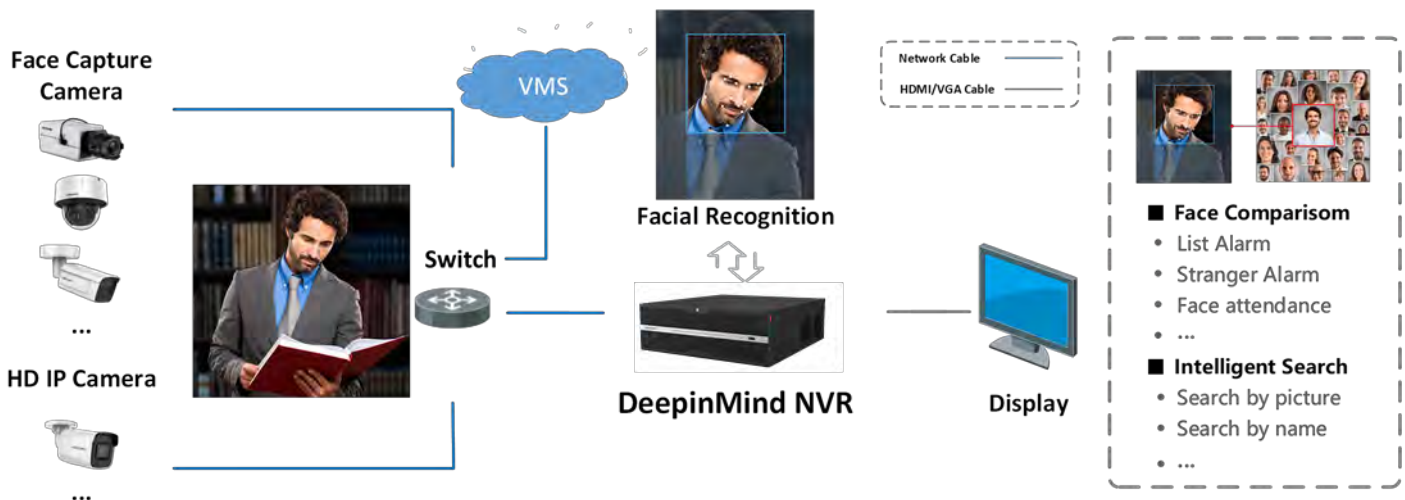 Face Capture
Camera
...
HD IP Camera
...
VMS
Switch
Facial Recognition
DeepinMind NVR
Network Cable
HDMI/VGA Cable
Display
■ Face Comparisom
• List Alarm
• Stranger Alarm
• Face attendance
• ...
■ Intelligent Search
• Search by picture
• Search by name
• ...